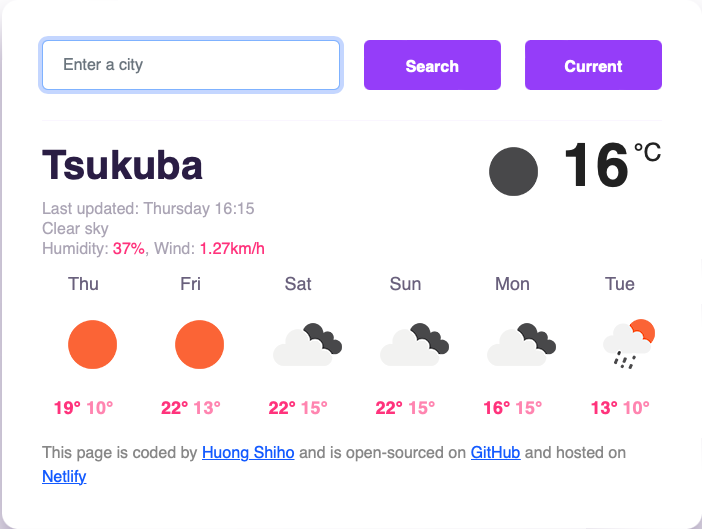 Enter a city
Search
Current
Tsukuba
16 °C
Last updated: Thursday 16:15
Clear sky
Humidity: 37%, Wind: 1.27km/h
Thu Fri Sat Sun Mon Tue
19° 10° 22° 13° 22° 15° 22° 15° 16° 15° 13° 10°
This page is coded by Huong Shiho and is open-sourced on GitHub and hosted on
Netlify